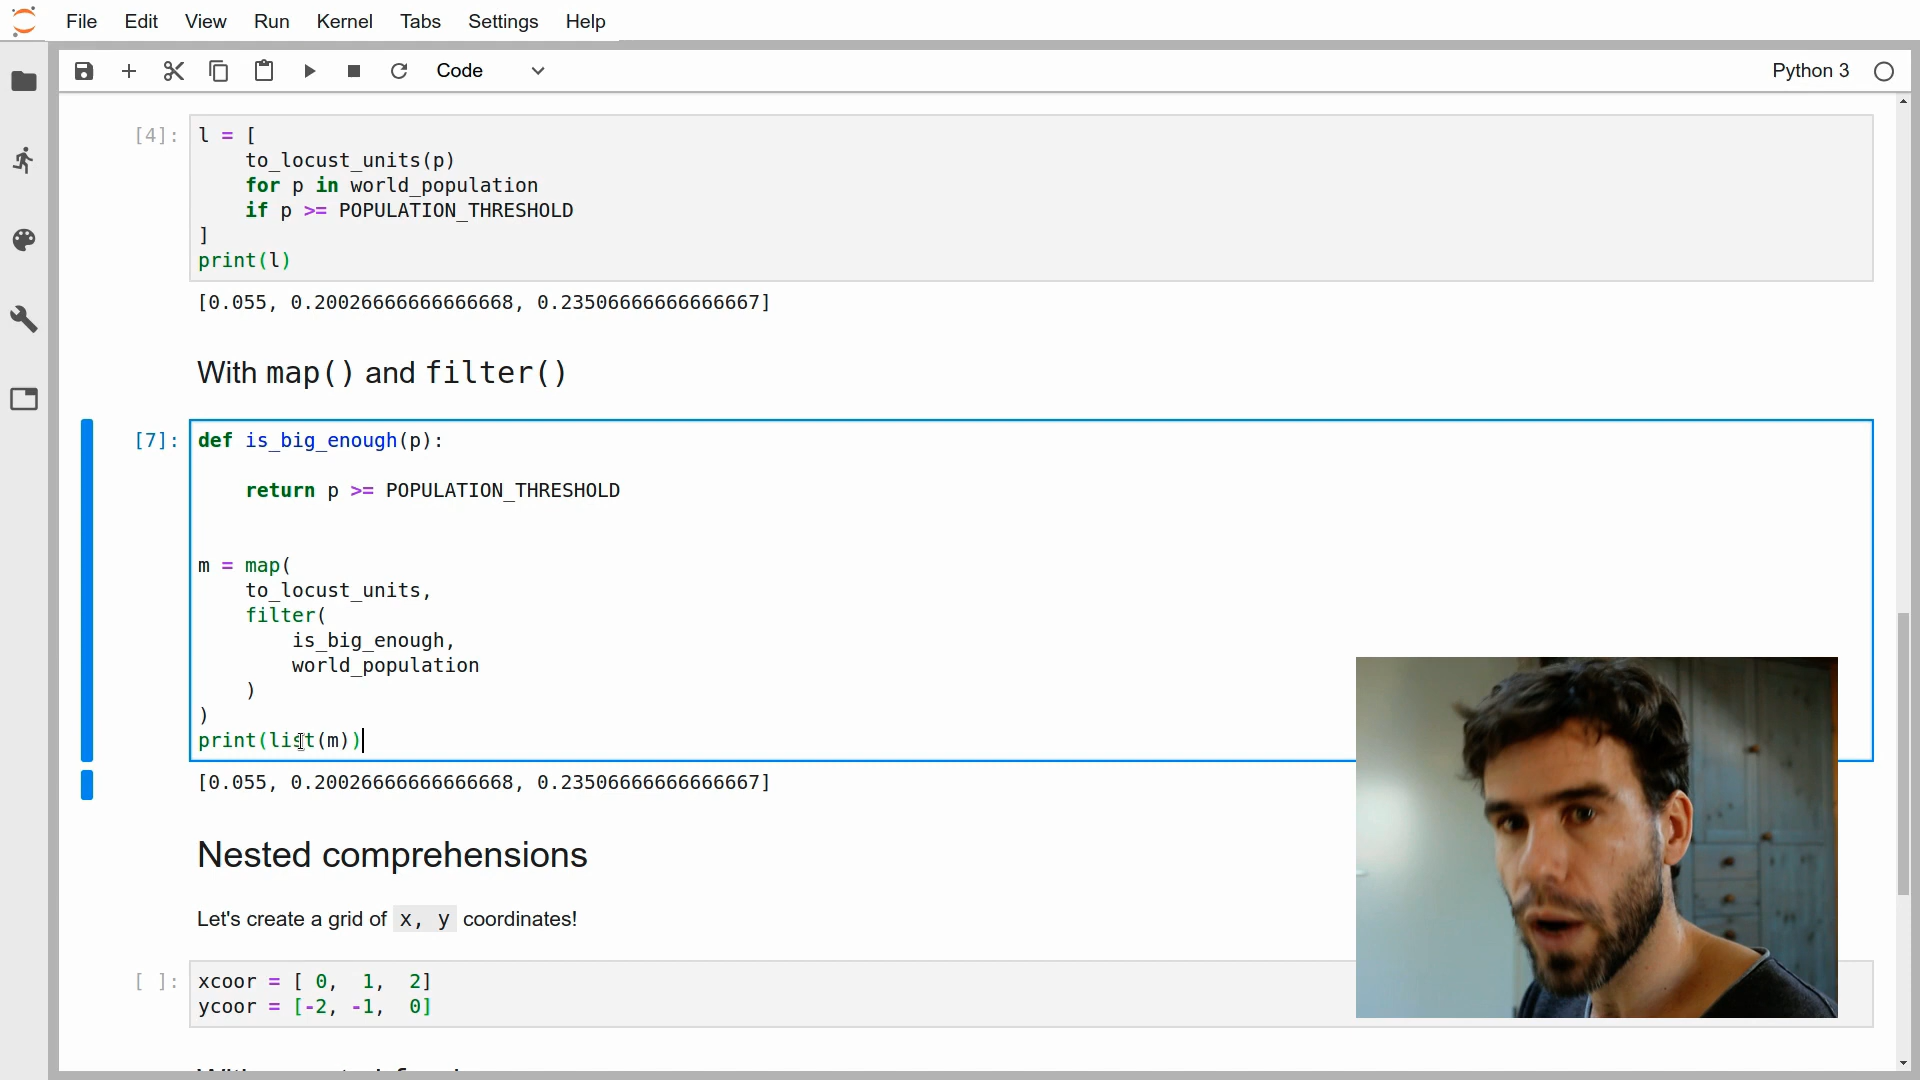 File Edit View Run Kernel Tabs Settings Help
Code
Python 3
[4]:
l = [
    to_locust_units(p)
    for p in world_population
    if p >= POPULATION_THRESHOLD
]
print(l)
[0.055, 0.20026666666666668, 0.23506666666666667]
With map() and filter()
[7]:
def is_big_enough(p):
    return p >= POPULATION_THRESHOLD
m = map(
    to_locust_units,
    filter(
        is_big_enough,
        world_population
    )
)
print(list(m))
[0.055, 0.20026666666666668, 0.23506666666666667]
Nested comprehensions
Let's create a grid of x, y coordinates!
[ ]:
xcoor = [ 0,  1,  2]
ycoor = [-2, -1,  0]